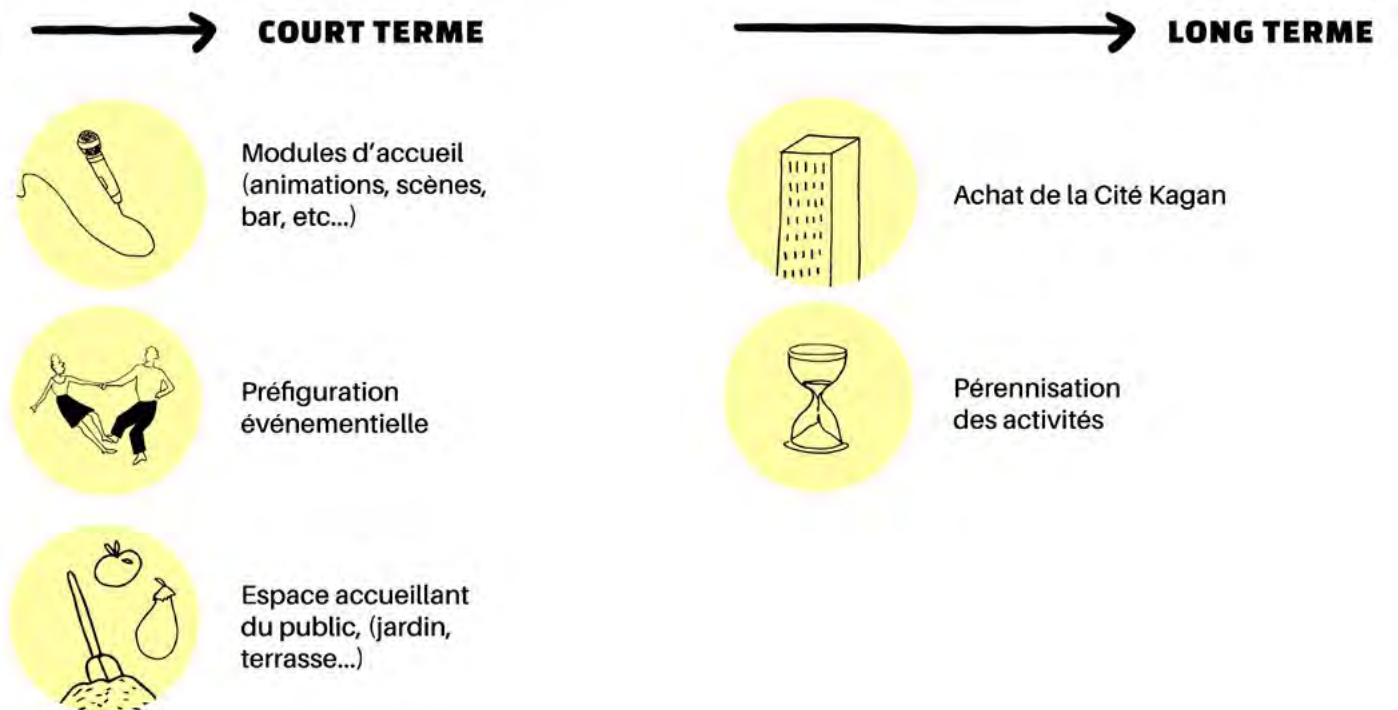 COURT TERME
Modules d'accueil
(animations, scènes,
bar, etc...)
Préfiguration
événementielle
Espace accueillant
du public, (jardin,
terrasse...)
LONG TERME
Achat de la Cité Kagan
Pérennisation
des activités